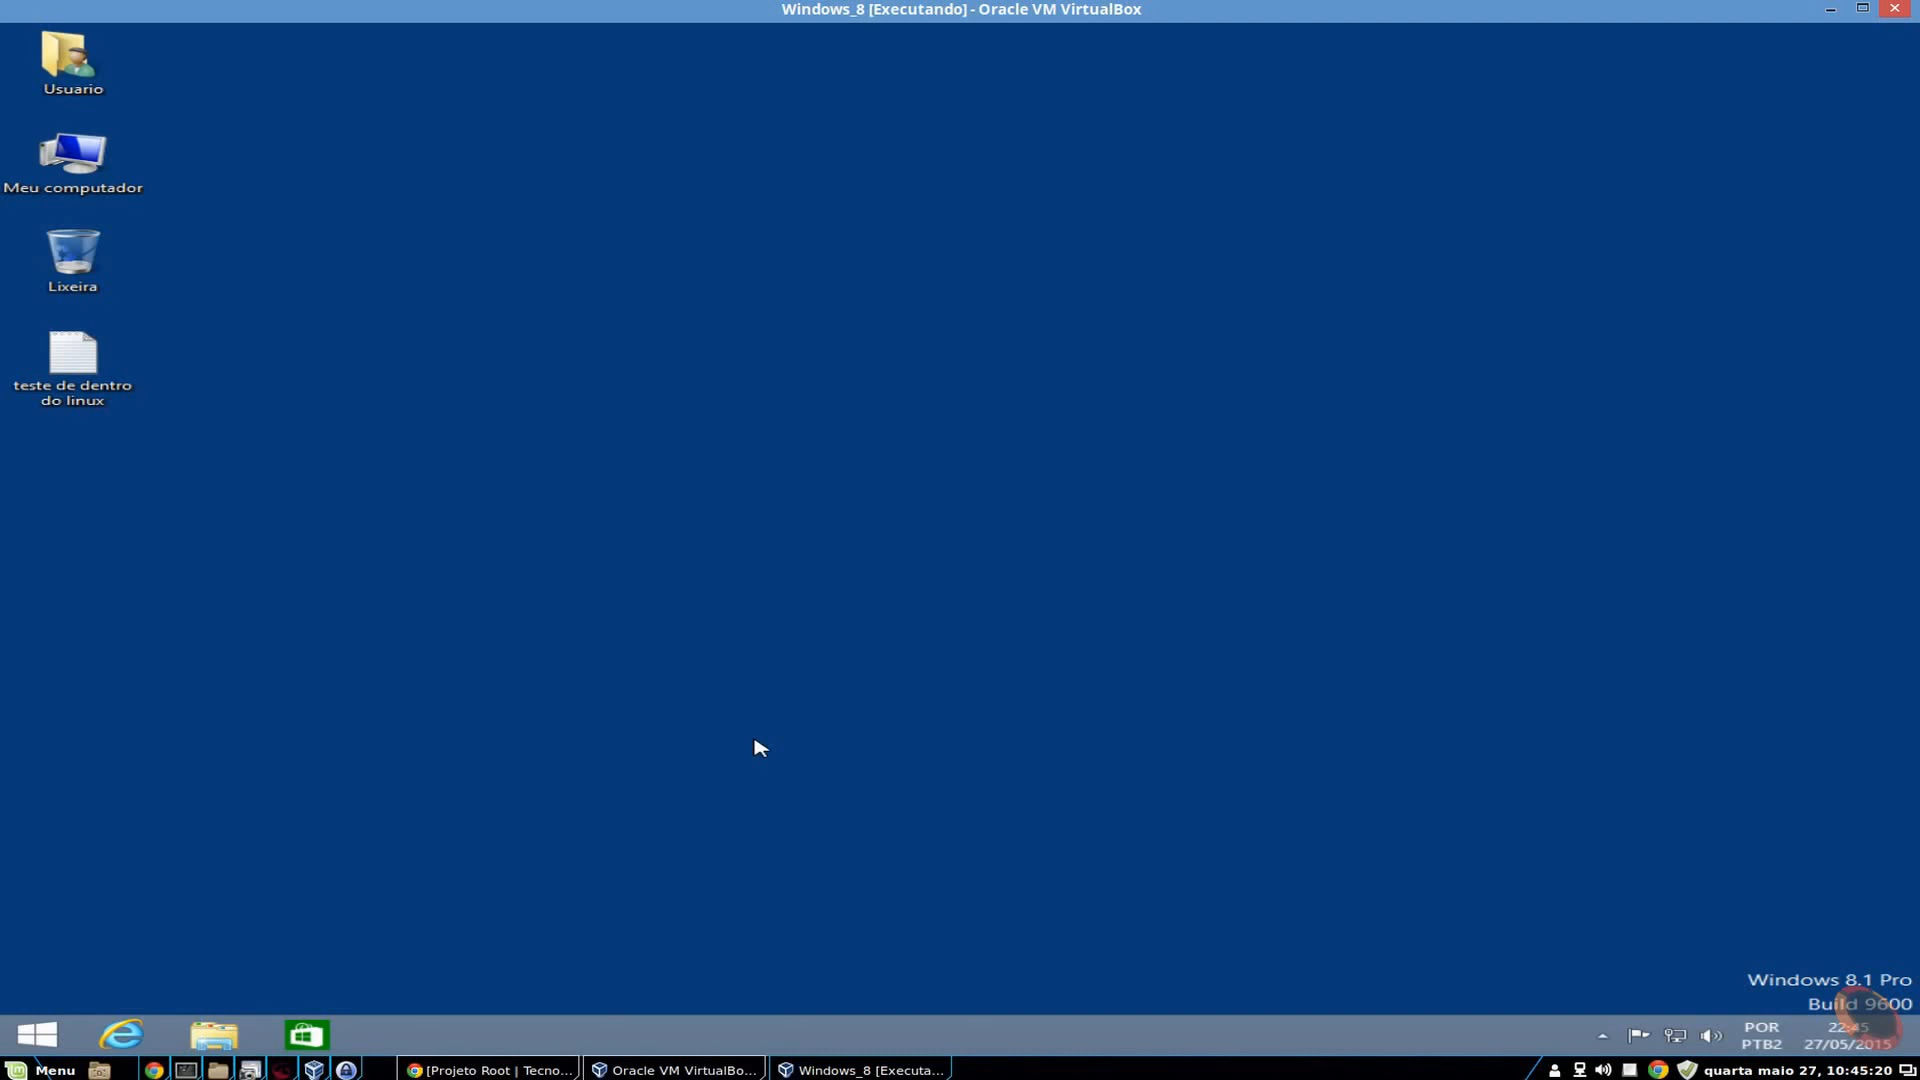 Windows_8 [Executando] - Oracle VM VirtualBox
Usuario
Meu computador
Lixeira
teste de dentro
do linux
Windows 8.1 Pro
Build 9600
POR
PTB2
22:45
27/05/2015
Menu
[Projeto Root | Tecno...
Oracle VM VirtualBo...
Windows_8 [Executa...
quarta maio 27, 10:45:20